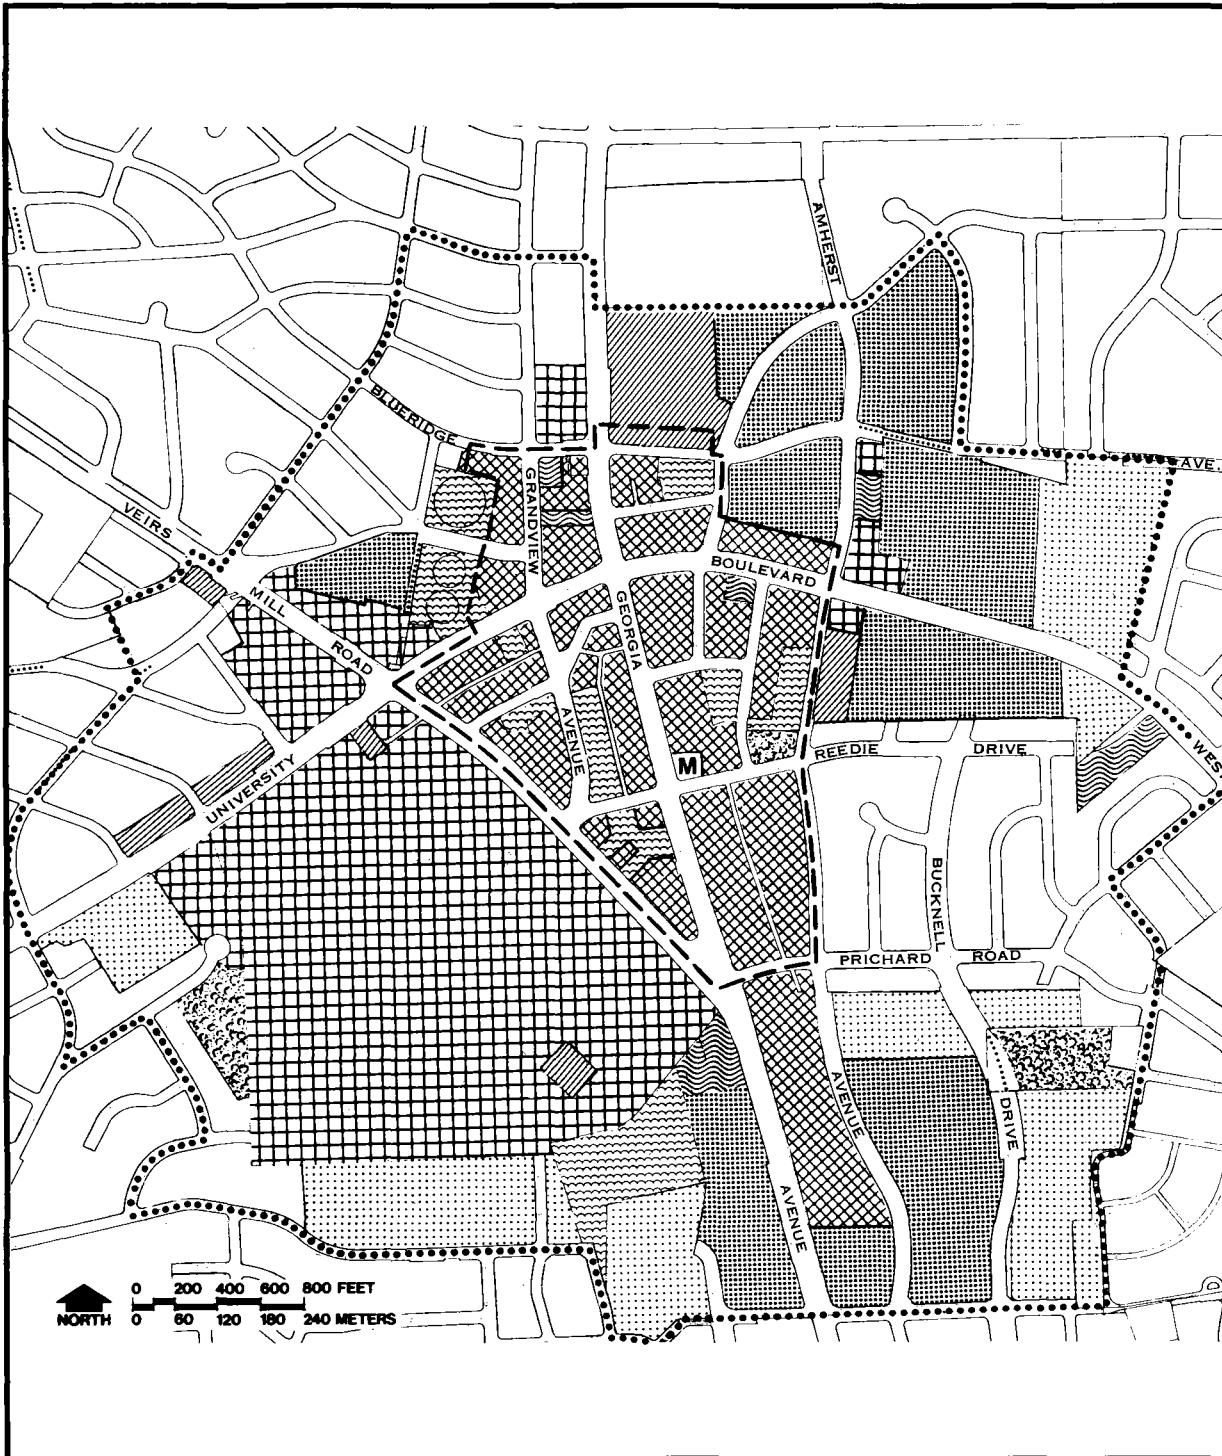 AMHERST
BLUERIDGE
AVE.
GRANDVIEW
VEIRS
MILL
ROAD
BOULEVARD
GEORGIA
AVENUE
M
REEDIE
DRIVE
WEST
UNIVERSITY
BUCKNELL
PRICHARD
ROAD
AVENUE
DRIVE
AVENUE
0 200 400 600 800 FEET
NORTH
0 60 120 180 240 METERS